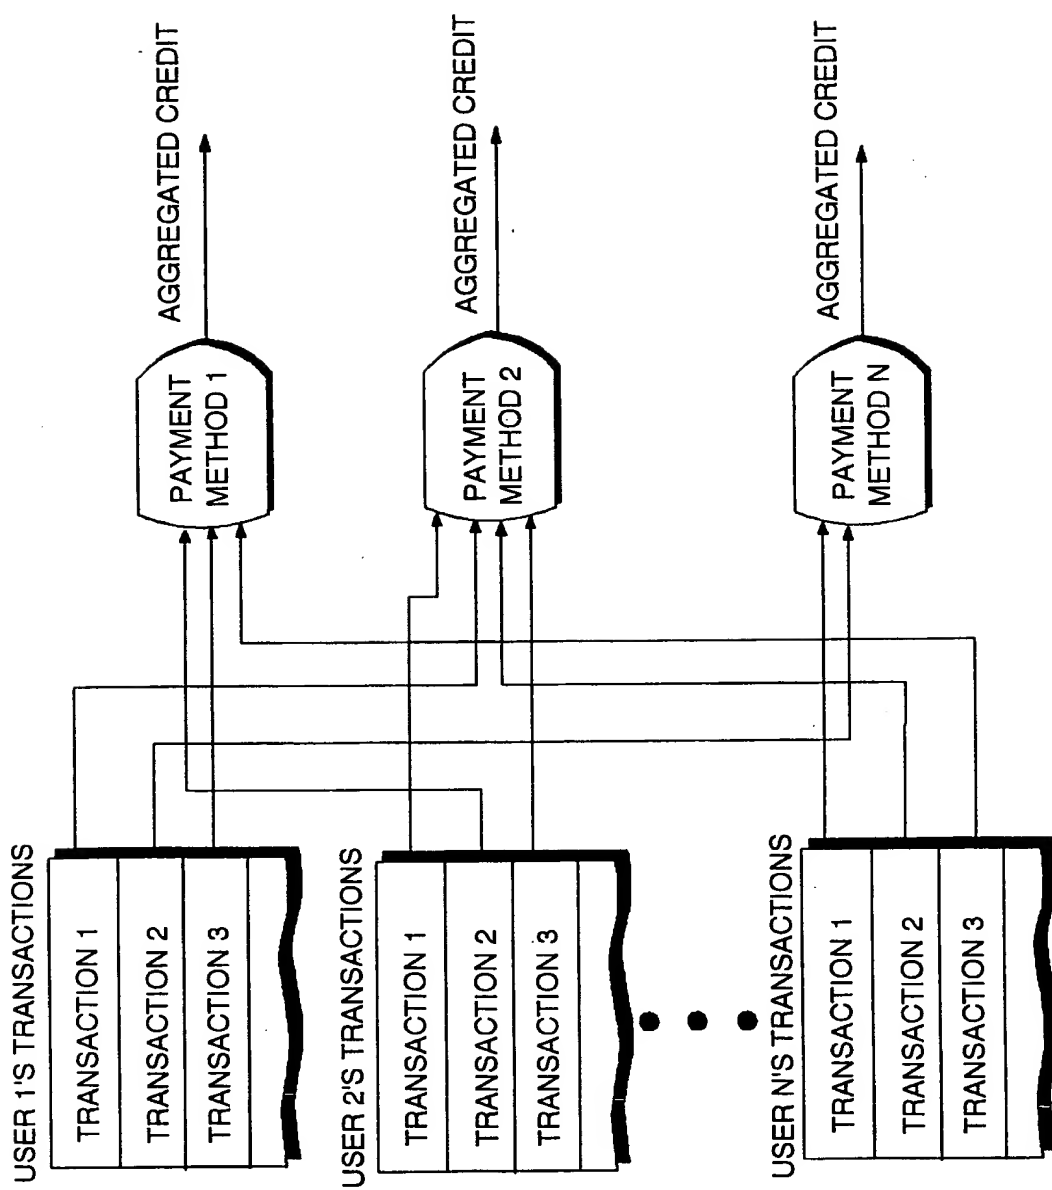 USER 1'S TRANSACTIONS
TRANSACTION 1
TRANSACTION 2
TRANSACTION 3
USER 2'S TRANSACTIONS
TRANSACTION 1
TRANSACTION 2
TRANSACTION 3
USER N'S TRANSACTIONS
TRANSACTION 1
TRANSACTION 2
TRANSACTION 3
PAYMENT
METHOD 1
AGGREGATED CREDIT
PAYMENT
METHOD 2
AGGREGATED CREDIT
PAYMENT
METHOD N
AGGREGATED CREDIT